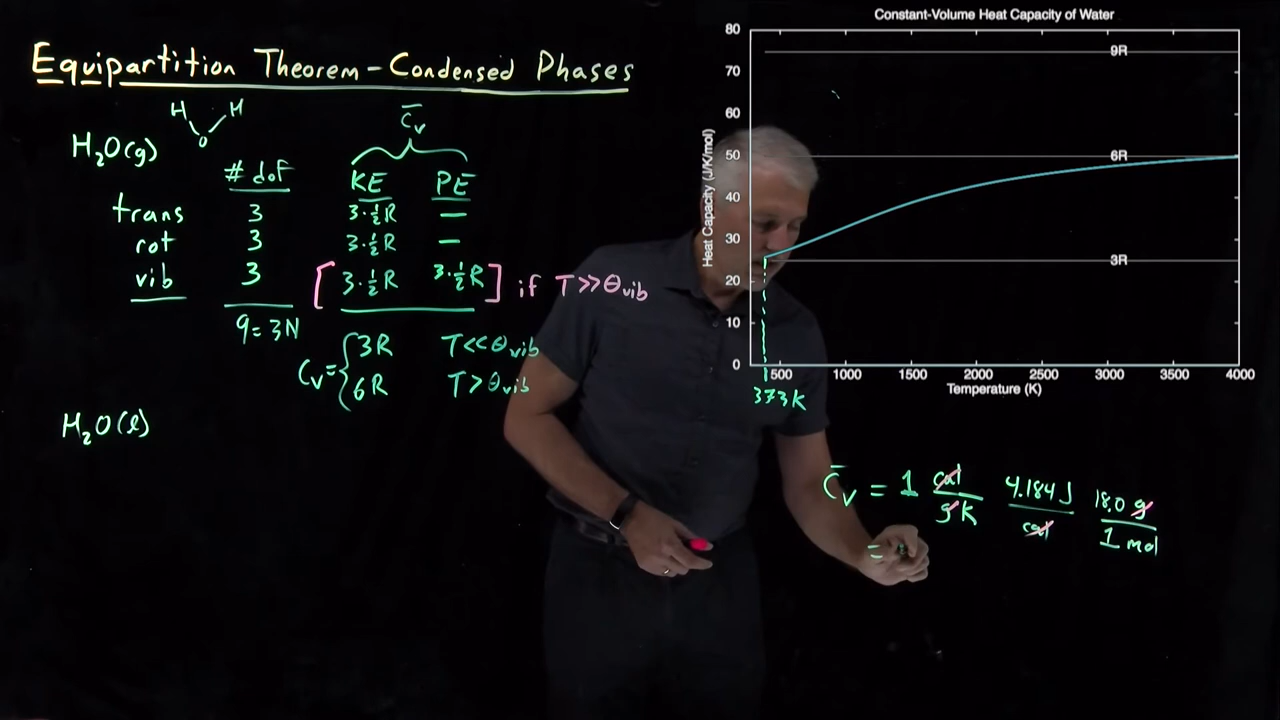 Equipartition Theorem - Condensed Phases
H H
O
H₂O(g)
C̄ᵥ
# dof KE PE
trans 3 3·½R —
rot 3 3·½R —
vib 3 [3·½R 3·½R] if T>>Θvib
9=3N
Cᵥ= { 3R T<<Θvib
6R T>Θvib
H₂O(l)
Constant-Volume Heat Capacity of Water
Heat Capacity (J/K/mol)
80
70
60
50
40
30
20
10
0
9R
6R
3R
500 1000 1500 2000 2500 3000 3500 4000
Temperature (K)
373K
C̄ᵥ = 1 cal/gK 4.184J/cal 18.0 g/1 mol
=